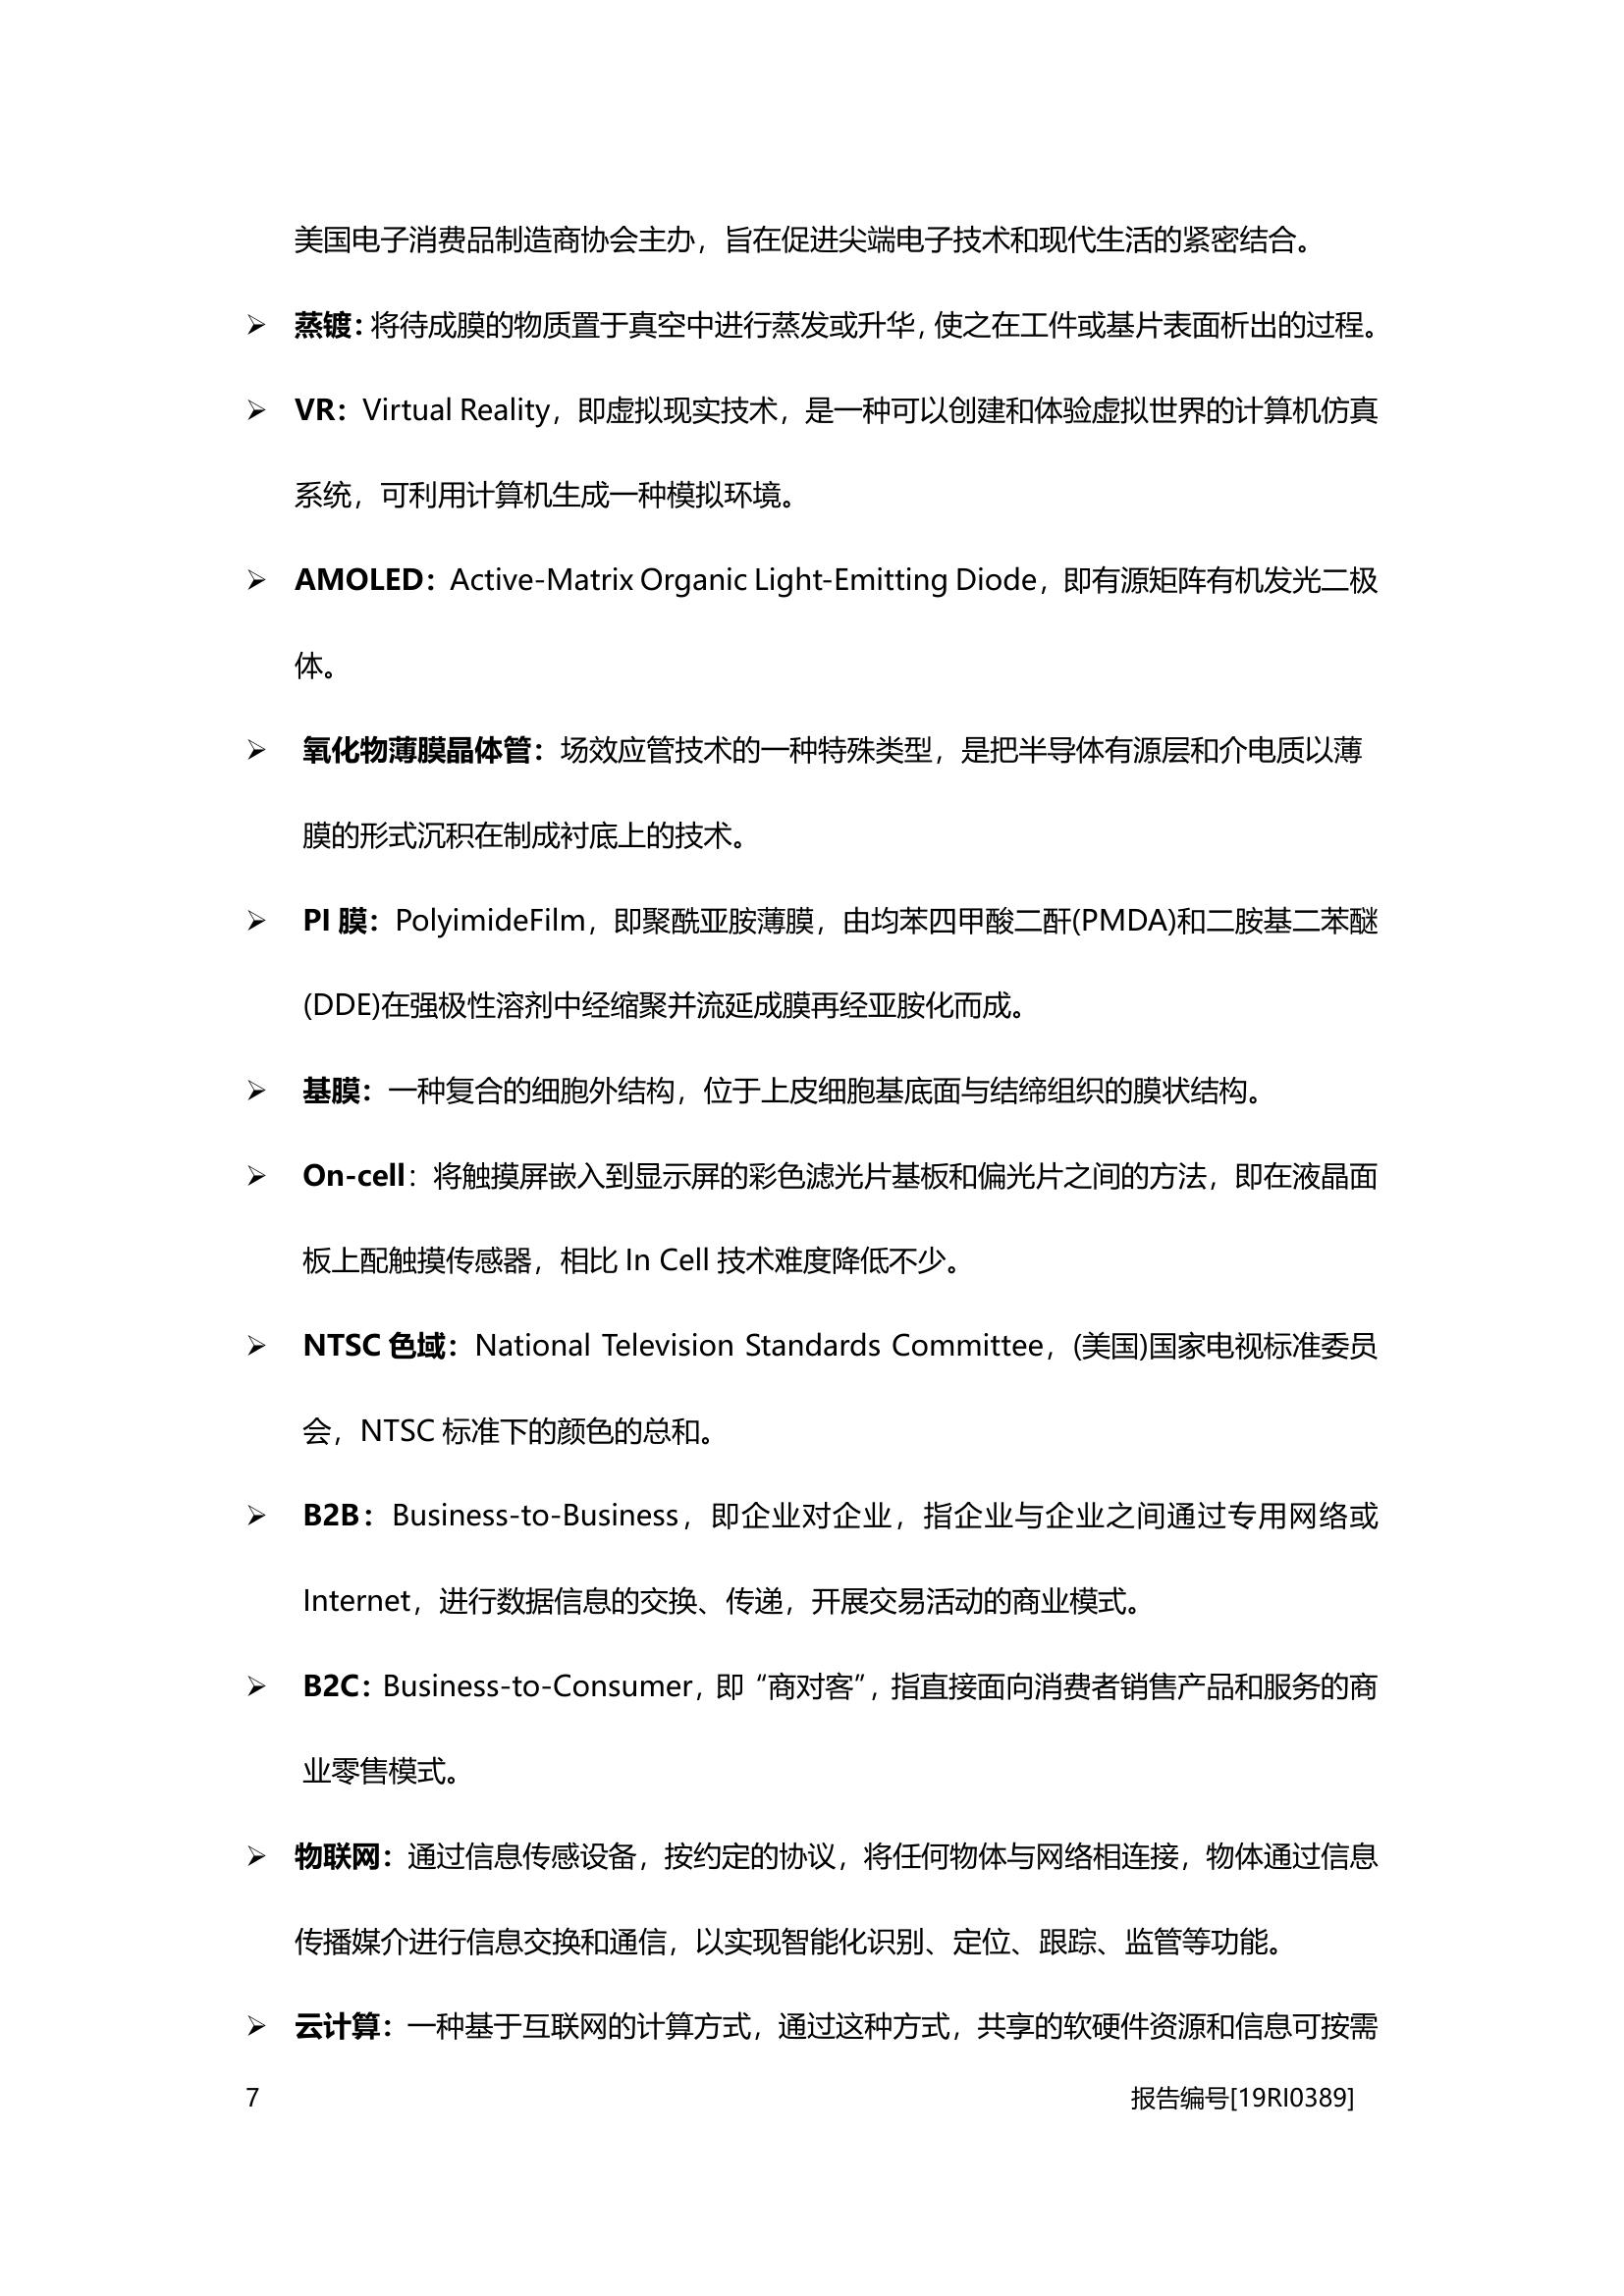 美国电子消费品制造商协会主办，旨在促进尖端电子技术和现代生活的紧密结合。
➢ 蒸镀：将待成膜的物质置于真空中进行蒸发或升华，使之在工件或基片表面析出的过程。
➢ VR：Virtual Reality，即虚拟现实技术，是一种可以创建和体验虚拟世界的计算机仿真
系统，可利用计算机生成一种模拟环境。
➢ AMOLED：Active-Matrix Organic Light-Emitting Diode，即有源矩阵有机发光二极
体。
➢ 氧化物薄膜晶体管：场效应管技术的一种特殊类型，是把半导体有源层和介电质以薄
膜的形式沉积在制成衬底上的技术。
➢ PI 膜：PolyimideFilm，即聚酰亚胺薄膜，由均苯四甲酸二酐(PMDA)和二胺基二苯醚
(DDE)在强极性溶剂中经缩聚并流延成膜再经亚胺化而成。
➢ 基膜：一种复合的细胞外结构，位于上皮细胞基底面与结缔组织的膜状结构。
➢ On-cell：将触摸屏嵌入到显示屏的彩色滤光片基板和偏光片之间的方法，即在液晶面
板上配触摸传感器，相比 In Cell 技术难度降低不少。
➢ NTSC 色域：National Television Standards Committee，(美国)国家电视标准委员
会，NTSC 标准下的颜色的总和。
➢ B2B：Business-to-Business，即企业对企业，指企业与企业之间通过专用网络或
Internet，进行数据信息的交换、传递，开展交易活动的商业模式。
➢ B2C：Business-to-Consumer，即“商对客”，指直接面向消费者销售产品和服务的商
业零售模式。
➢ 物联网：通过信息传感设备，按约定的协议，将任何物体与网络相连接，物体通过信息
传播媒介进行信息交换和通信，以实现智能化识别、定位、跟踪、监管等功能。
➢ 云计算：一种基于互联网的计算方式，通过这种方式，共享的软硬件资源和信息可按需
7 报告编号[19RI0389]